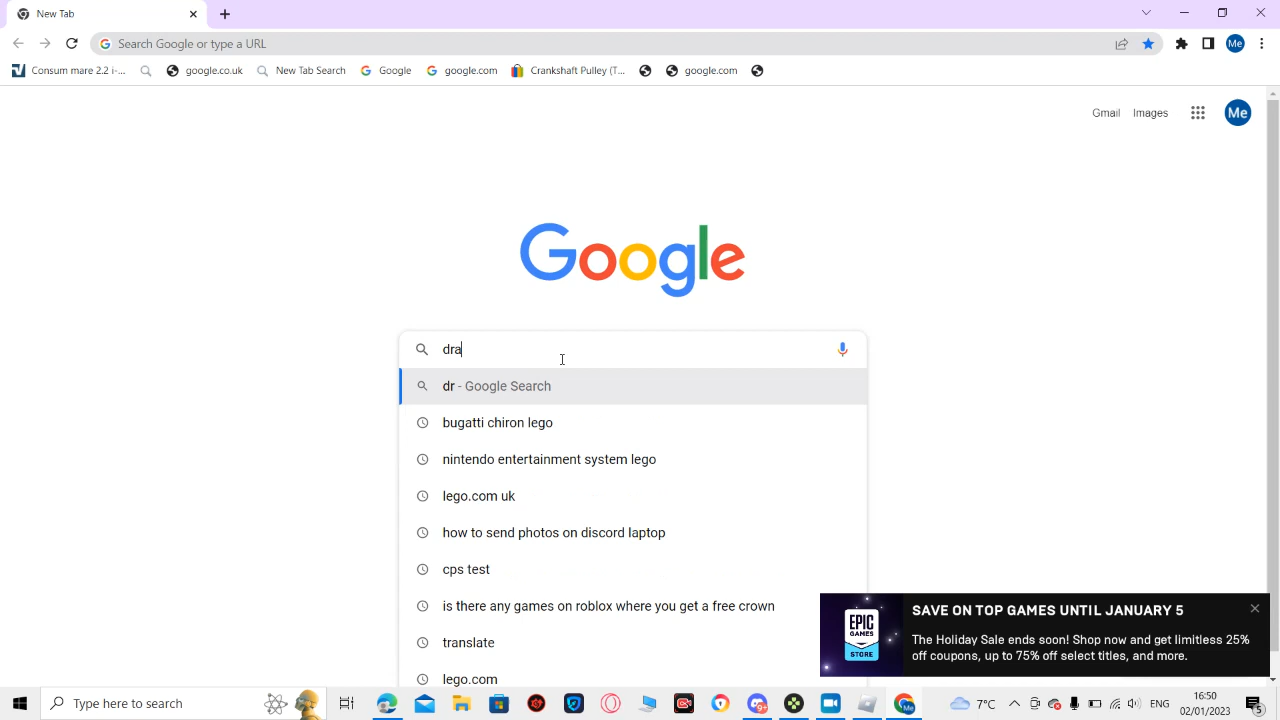 New Tab
Search Google or type a URL
Me
Consum mare 2.2 i-...
google.co.uk
New Tab Search
Google
google.com
Crankshaft Pulley (T...
google.com
Gmail
Images
Me
Google
dra
dr - Google Search
bugatti chiron lego
nintendo entertainment system lego
lego.com uk
how to send photos on discord laptop
cps test
is there any games on roblox where you get a free crown
translate
lego.com
EPIC
GAMES
STORE
SAVE ON TOP GAMES UNTIL JANUARY 5
The Holiday Sale ends soon! Shop now and get limitless 25%
off coupons, up to 75% off select titles, and more.
Type here to search
9+
Me
7°C
ENG
16:50
02/01/2023
5